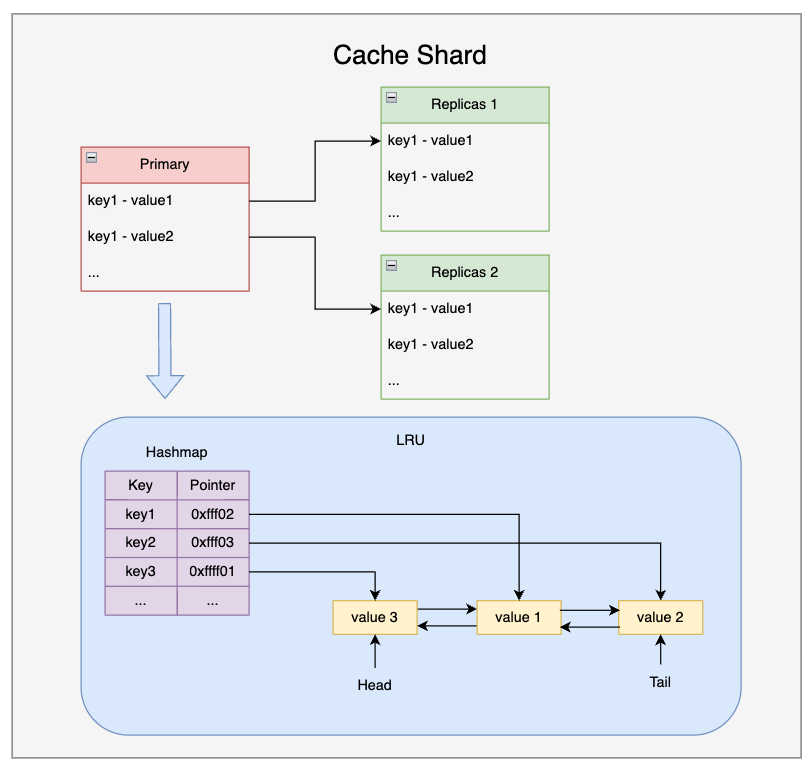 Cache Shard
Replicas 1
key1 - value1
key1 - value2
...
Primary
key1 - value1
key1 - value2
...
Replicas 2
key1 - value1
key1 - value2
...
LRU
Hashmap
Key Pointer
key1 0xfff02
key2 0xfff03
key3 0xffff01
... ...
value 3 value 1 value 2
Head Tail